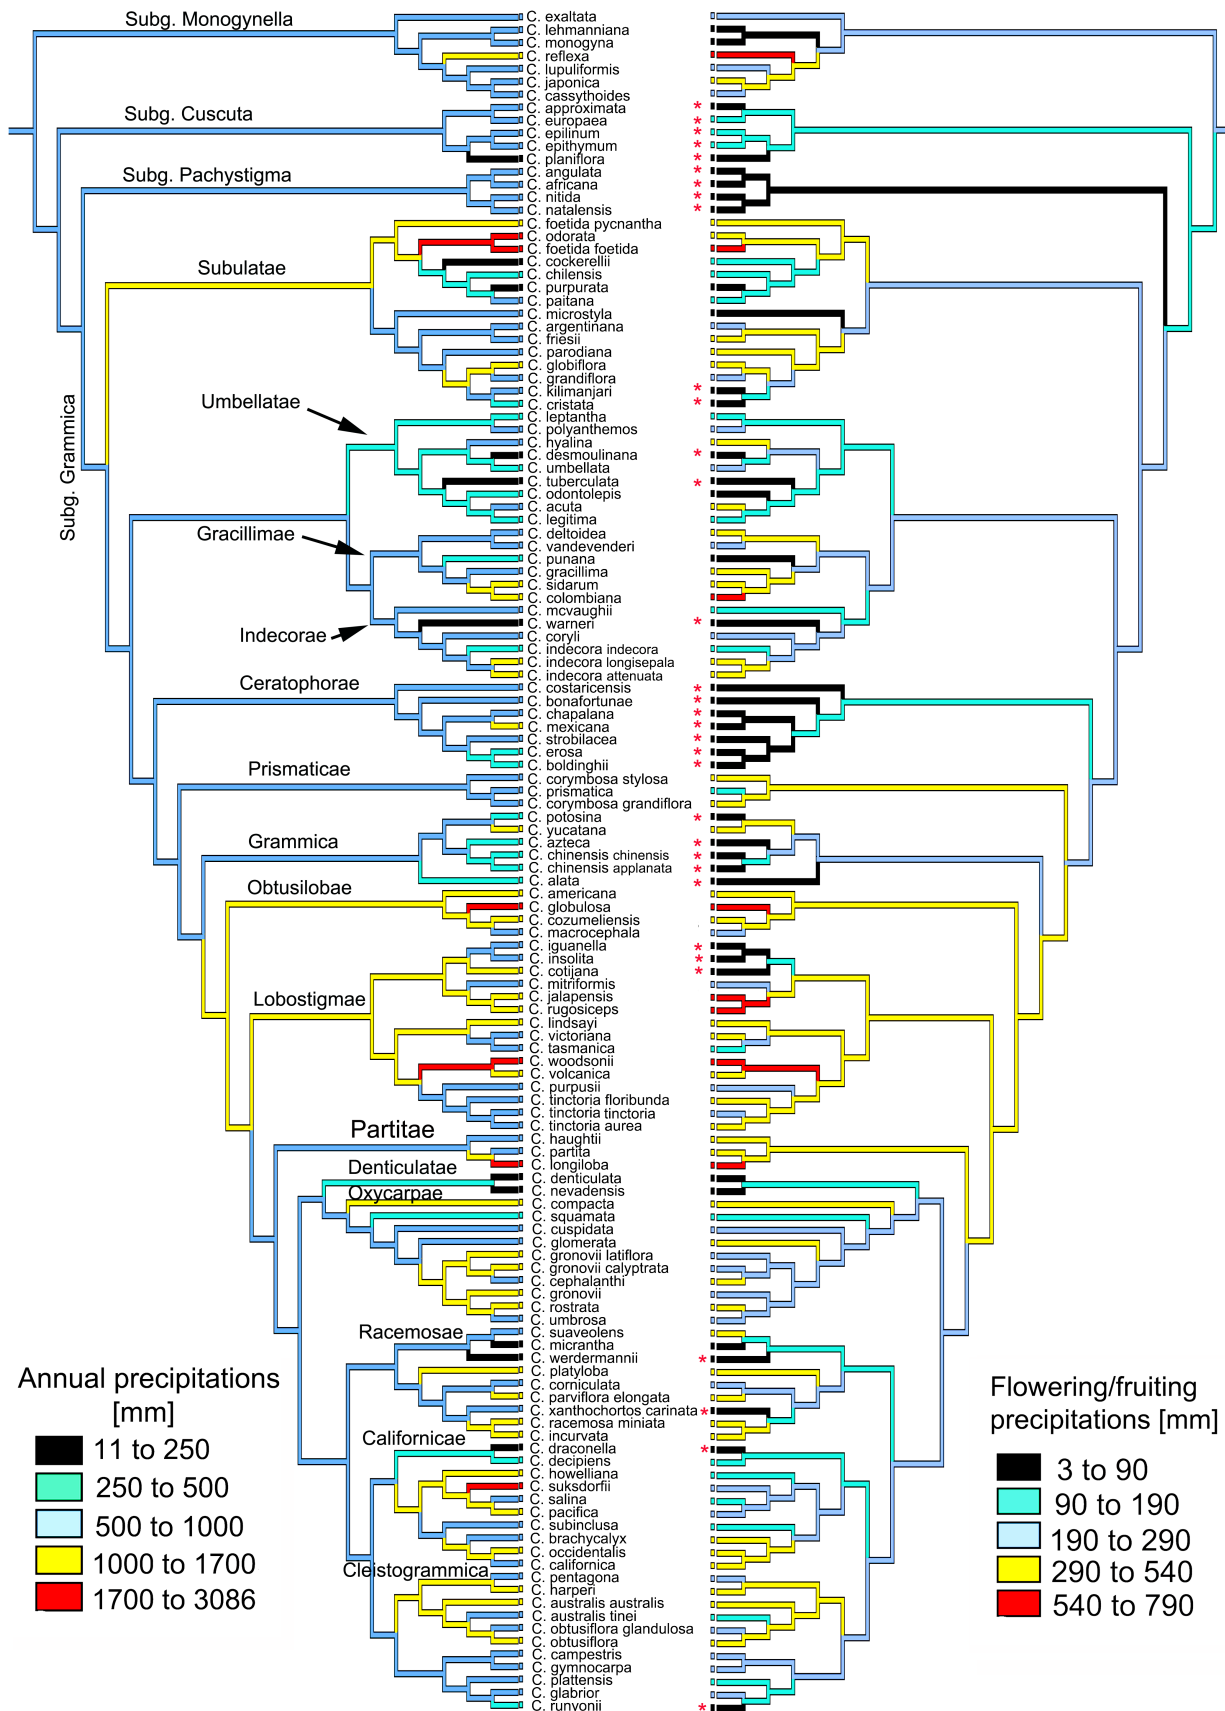 Subg. Monogynella
Subg. Cuscuta
Subg. Pachystigma
Subulatae
Umbellatae
Subg. Grammica
Gracillimae
Indecorae
Ceratophorae
Prismaticae
Grammica
Obtusilobae
Lobostigmae
Partitae
Denticulatae
Oxycarpae
Racemosae
Californicae
Cleistogrammica
C. exaltata
C. lehmanniana
C. monogyna
C. reflexa
C. lupuliformis
C. japonica
C. cassythoides
C. approximata *
C. europaea *
C. epilinum *
C. epithymum *
C. planiflora *
C. angulata *
C. africana *
C. nitida *
C. natalensis *
C. foetida pycnantha
C. odorata
C. foetida foetida
C. cockerellii
C. chilensis
C. purpurata
C. paitana
C. microstyla
C. argentinana
C. friesii
C. parodiana
C. globiflora
C. grandiflora
C. kilimanjari *
C. cristata *
C. leptantha
C. polyanthemos
C. hyalina
C. desmoulinana *
C. umbellata
C. tuberculata *
C. odontolepis
C. acuta
C. legitima
C. deltoidea
C. vandevenderi
C. punana
C. gracillima
C. sidarum
C. colombiana
C. mcvaughii
C. warneri *
C. coryli
C. indecora indecora
C. indecora longisepala
C. indecora attenuata
C. costaricensis *
C. bonafortunae *
C. chapalana *
C. mexicana *
C. strobilacea *
C. erosa *
C. boldinghii *
C. corymbosa stylosa
C. prismatica
C. corymbosa grandiflora
C. potosina *
C. yucatana
C. azteca *
C. chinensis chinensis *
C. chinensis applanata *
C. alata *
C. americana
C. globulosa
C. cozumeliensis
C. macrocephala
C. iguanella *
C. insolita *
C. cotijana *
C. mitriformis
C. jalapensis
C. rugosiceps
C. lindsayi
C. victoriana
C. tasmanica
C. woodsonii
C. volcanica
C. purpusii
C. tinctoria floribunda
C. tinctoria tinctoria
C. tinctoria aurea
C. haughtii
C. partita
C. longiloba
C. denticulata
C. nevadensis
C. compacta
C. squamata
C. cuspidata
C. glomerata
C. gronovii latiflora
C. gronovii calyptrata
C. cephalanthi
C. gronovii
C. rostrata
C. umbrosa
C. suaveolens
C. micrantha
C. werdermannii *
C. platyloba
C. corniculata
C. parviflora elongata
C. xanthochortos carinata *
C. racemosa miniata
C. incurvata
C. draconella *
C. decipiens
C. howelliana
C. suksdorfii
C. salina
C. pacifica
C. subinclusa
C. brachycalyx
C. occidentalis
C. californica
C. pentagona
C. harperi
C. australis australis
C. australis tinei
C. obtusiflora glandulosa
C. obtusiflora
C. campestris
C. gymnocarpa
C. plattensis
C. glabrior
C. runyonii *
Annual precipitations
[mm]
11 to 250
250 to 500
500 to 1000
1000 to 1700
1700 to 3086
Flowering/fruiting
precipitations [mm]
3 to 90
90 to 190
190 to 290
290 to 540
540 to 790